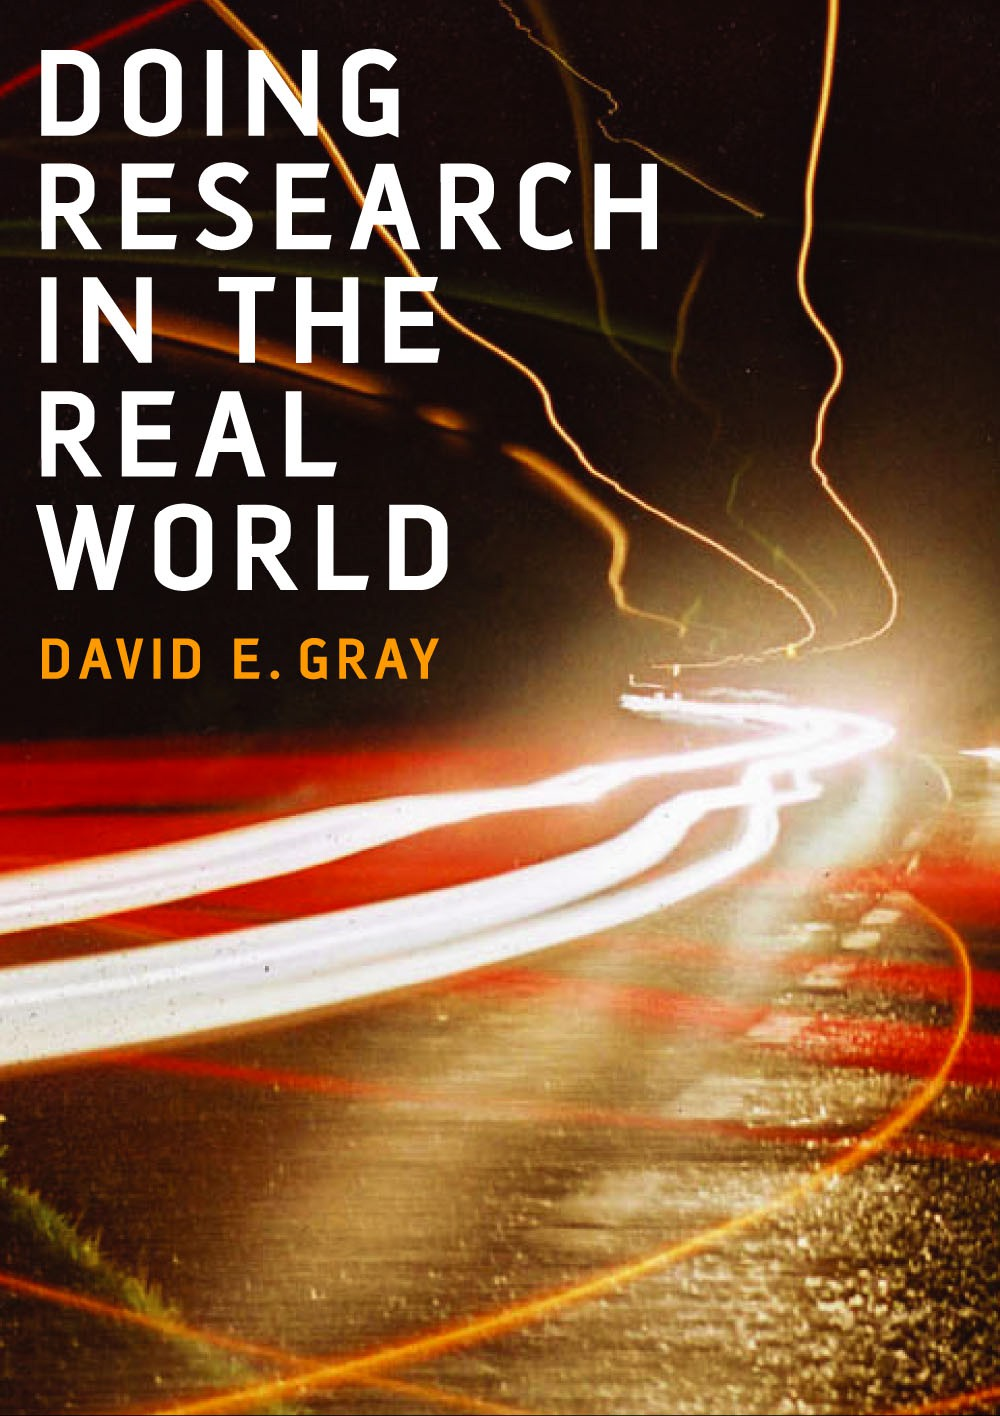 DOING
RESEARCH
IN THE
REAL
WORLD
DAVID E. GRAY